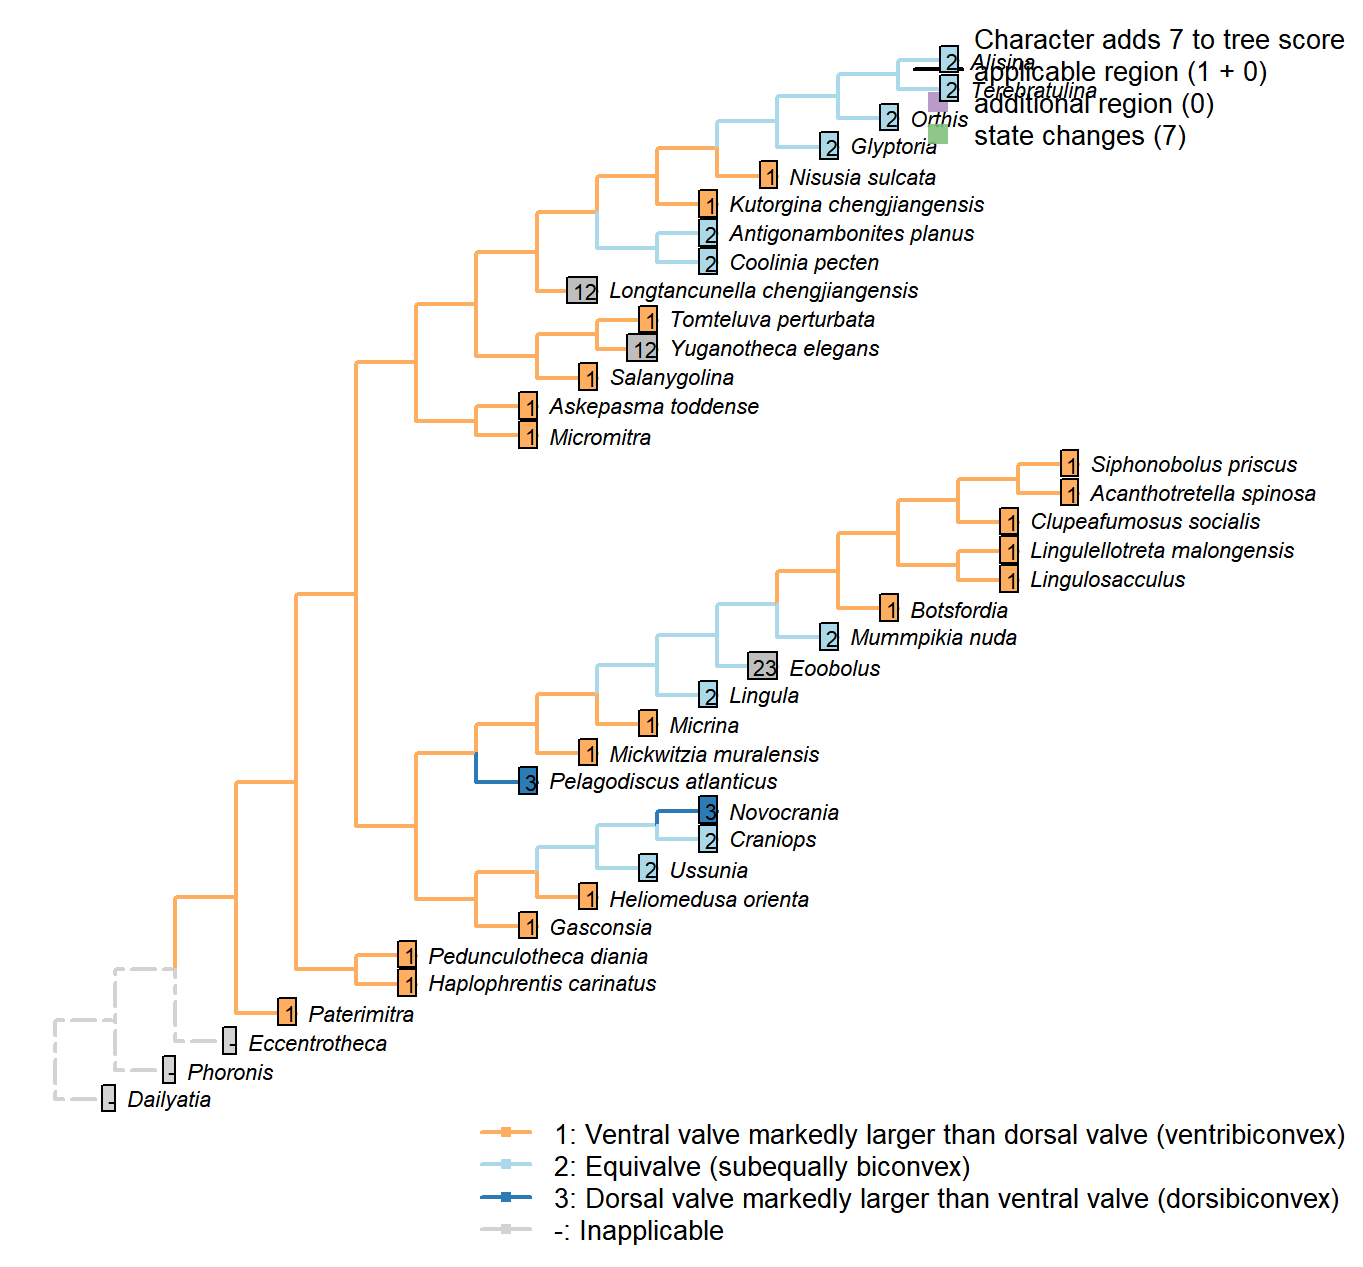 Character adds 7 to tree score
2 Alisina
applicable region (1 + 0)
2 Terebratulina
additional region (0)
2 Orthis
state changes (7)
2 Glyptoria
1 Nisusia sulcata
1 Kutorgina chengjiangensis
2 Antigonambonites planus
2 Coolinia pecten
12 Longtancunella chengjiangensis
1 Tomteluva perturbata
12 Yuganotheca elegans
1 Salanygolina
1 Askepasma toddense
1 Micromitra
1 Siphonobolus priscus
1 Acanthotretella spinosa
1 Clupeafumosus socialis
1 Lingulellotreta malongensis
1 Lingulosacculus
1 Botsfordia
2 Mummpikia nuda
23 Eoobolus
2 Lingula
1 Micrina
1 Mickwitzia muralensis
3 Pelagodiscus atlanticus
3 Novocrania
2 Craniops
2 Ussunia
1 Heliomedusa orienta
1 Gasconsia
1 Pedunculotheca diania
1 Haplophrentis carinatus
1 Paterimitra
- Eccentrotheca
- Phoronis
- Dailyatia
1: Ventral valve markedly larger than dorsal valve (ventribiconvex)
2: Equivalve (subequally biconvex)
3: Dorsal valve markedly larger than ventral valve (dorsibiconvex)
-: Inapplicable